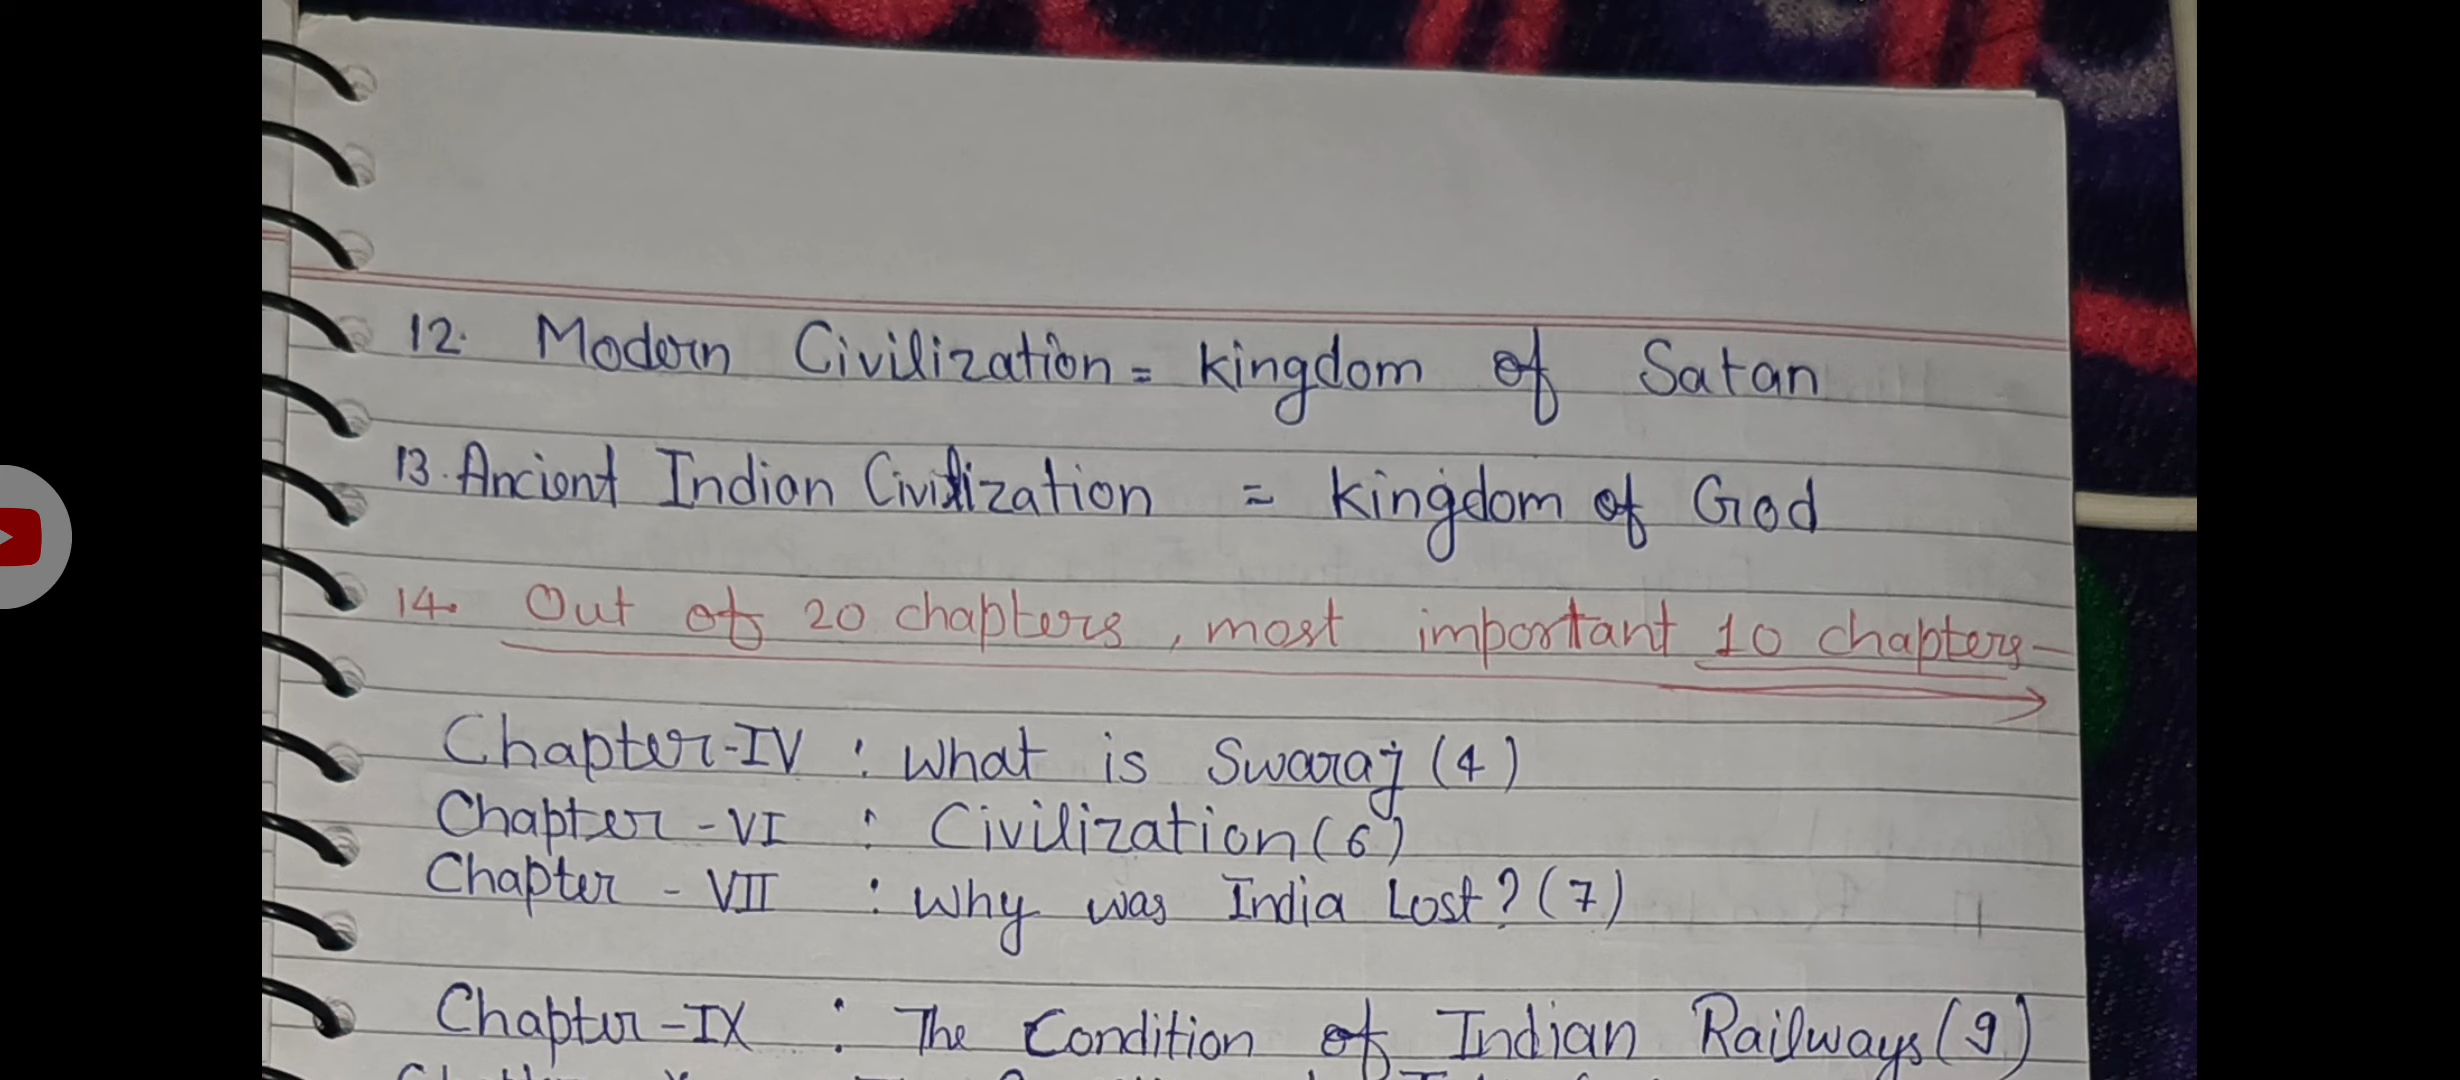 12. Modern Civilization = Kingdom of Satan
13. Ancient Indian Civilization = Kingdom of God
14. Out of 20 chapters, most important 10 chapters—
Chapter-IV : What is Swaraj (4)
Chapter - VI : Civilization (6)
Chapter - VII : Why was India Lost? (7)
Chapter - IX : The Condition of Indian Railways (9)